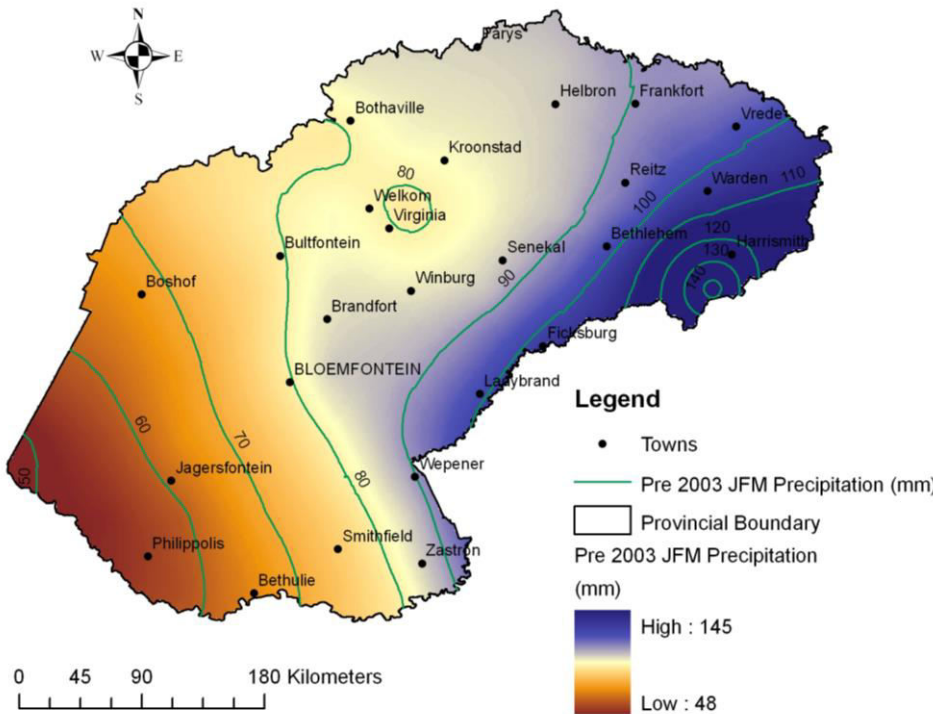 N
W E
S
Parys
Helbron
Frankfort
Bothaville
Vrede
Kroonstad
80
Reitz
Warden
110
100
Welkom
Virginia
120
Bultfontein
Bethlehem
Harrismith
130
Senekal
90
140
Boshof
Winburg
Brandfort
Ficksburg
BLOEMFONTEIN
Ladybrand
60
70
80
50
Jagersfontein
Wepener
Smithfield
Philippolis
Zastron
Bethulie
Legend
Towns
Pre 2003 JFM Precipitation (mm)
Provincial Boundary
Pre 2003 JFM Precipitation
(mm)
High : 145
Low : 48
0 45 90 180 Kilometers